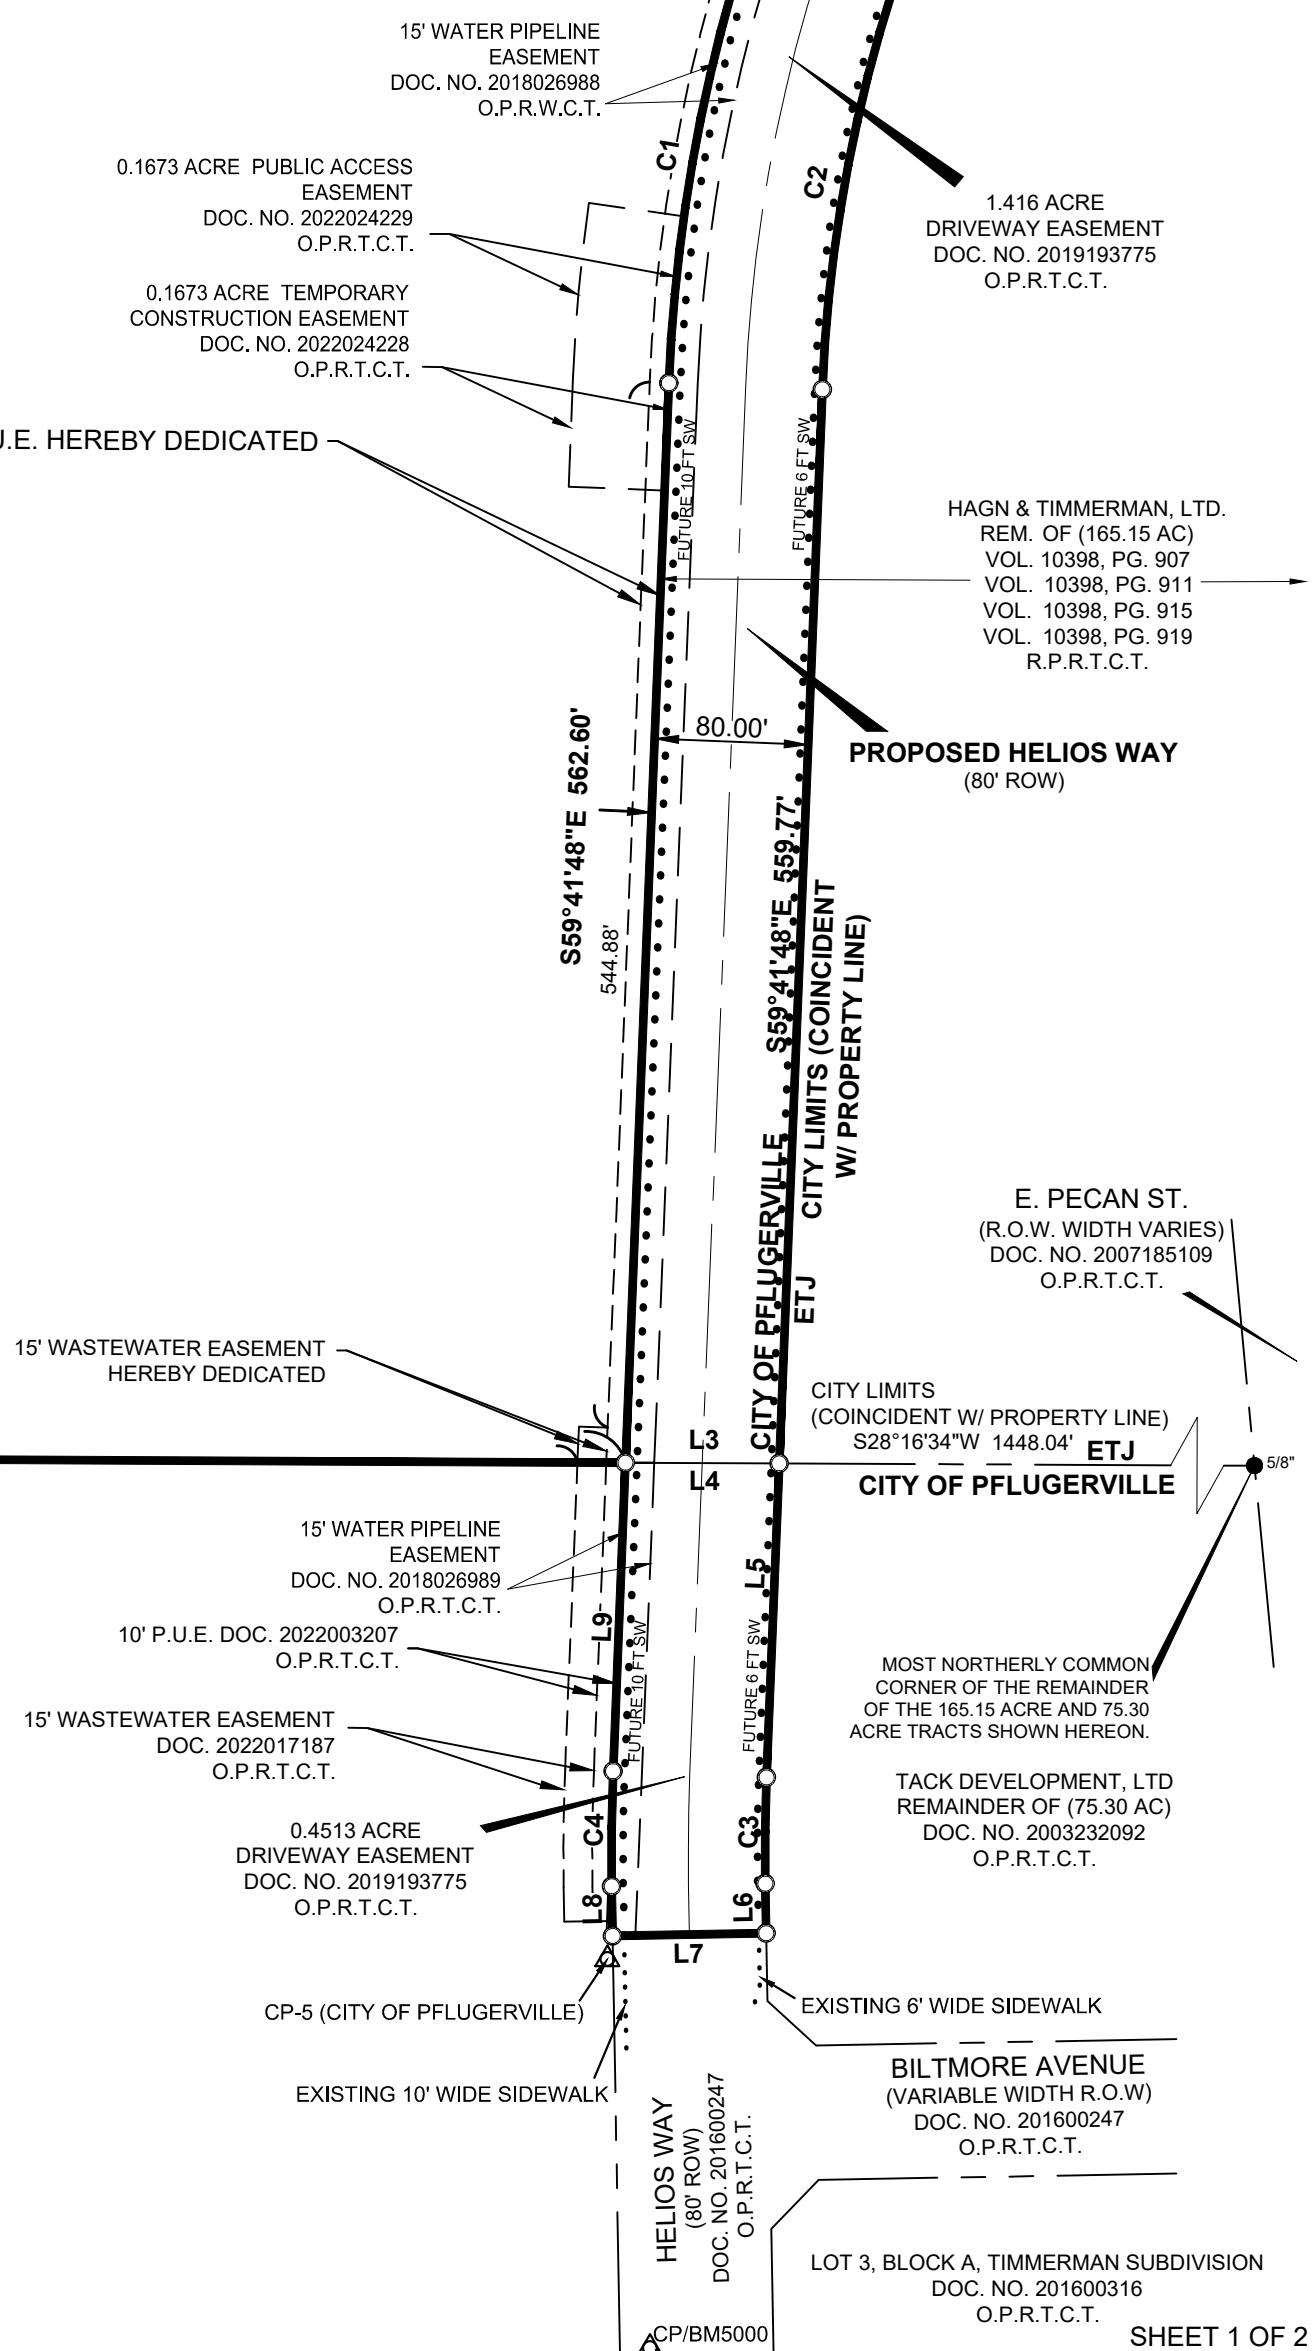 15' WATER PIPELINE
EASEMENT
DOC. NO. 2018026988
O.P.R.W.C.T.
C1
C2
0.1673 ACRE PUBLIC ACCESS
EASEMENT
DOC. NO. 2022024229
O.P.R.T.C.T.
1.416 ACRE
DRIVEWAY EASEMENT
DOC. NO. 2019193775
O.P.R.T.C.T.
0.1673 ACRE TEMPORARY
CONSTRUCTION EASEMENT
DOC. NO. 2022024228
O.P.R.T.C.T.
U.E. HEREBY DEDICATED
FUTURE 10 FT SW
FUTURE 6 FT SW
HAGN & TIMMERMAN, LTD.
REM. OF (165.15 AC)
VOL. 10398, PG. 907
VOL. 10398, PG. 911
VOL. 10398, PG. 915
VOL. 10398, PG. 919
R.P.R.T.C.T.
80.00'
PROPOSED HELIOS WAY
(80' ROW)
S59°41'48"E 562.60'
544.88'
S59°41'48"E 559.77'
CITY LIMITS (COINCIDENT
W/ PROPERTY LINE)
CITY OF PFLUGERVILLE
ETJ
E. PECAN ST.
(R.O.W. WIDTH VARIES)
DOC. NO. 2007185109
O.P.R.T.C.T.
15' WASTEWATER EASEMENT
HEREBY DEDICATED
CITY LIMITS
(COINCIDENT W/ PROPERTY LINE)
S28°16'34"W 1448.04'
ETJ
CITY OF PFLUGERVILLE
5/8"
L3
L4
15' WATER PIPELINE
EASEMENT
DOC. NO. 2018026989
O.P.R.T.C.T.
L5
L9
10' P.U.E. DOC. 2022003207
O.P.R.T.C.T.
FUTURE 10 FT SW
FUTURE 6 FT SW
MOST NORTHERLY COMMON
CORNER OF THE REMAINDER
OF THE 165.15 ACRE AND 75.30
ACRE TRACTS SHOWN HEREON.
15' WASTEWATER EASEMENT
DOC. 2022017187
O.P.R.T.C.T.
TACK DEVELOPMENT, LTD
REMAINDER OF (75.30 AC)
DOC. NO. 2003232092
O.P.R.T.C.T.
0.4513 ACRE
DRIVEWAY EASEMENT
DOC. NO. 2019193775
O.P.R.T.C.T.
C4
C3
L8
L6
L7
CP-5 (CITY OF PFLUGERVILLE)
EXISTING 6' WIDE SIDEWALK
EXISTING 10' WIDE SIDEWALK
BILTMORE AVENUE
(VARIABLE WIDTH R.O.W)
DOC. NO. 201600247
O.P.R.T.C.T.
HELIOS WAY
(80' ROW)
DOC. NO. 201600247
O.P.R.T.C.T.
LOT 3, BLOCK A, TIMMERMAN SUBDIVISION
DOC. NO. 201600316
O.P.R.T.C.T.
CP/BM5000
SHEET 1 OF 2